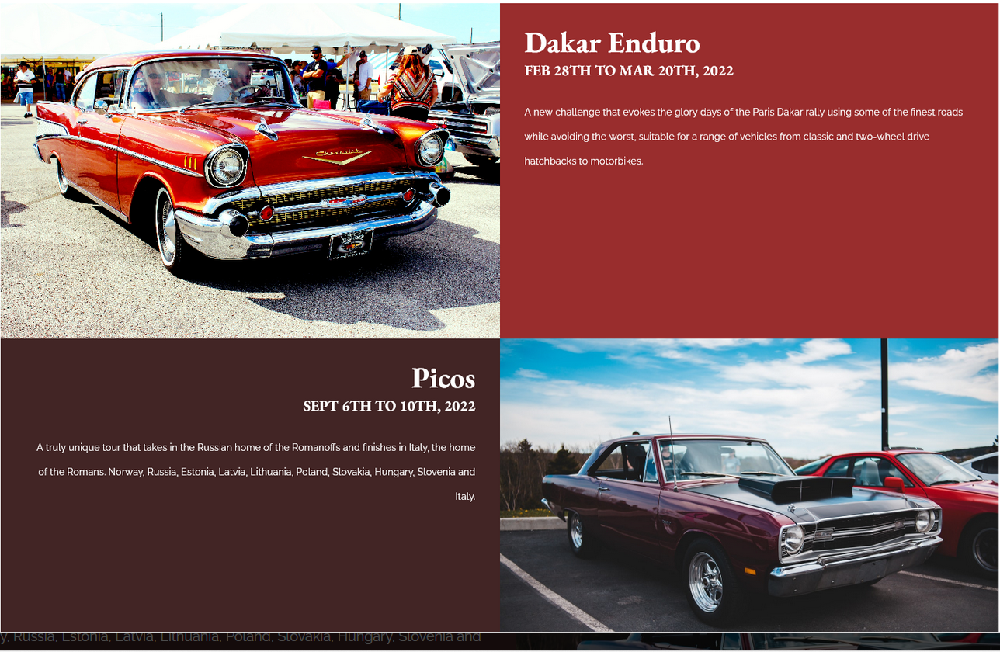 Dakar Enduro
FEB 28TH TO MAR 20TH, 2022
A new challenge that evokes the glory days of the Paris Dakar rally using some of the finest roads
while avoiding the worst, suitable for a range of vehicles from classic and two-wheel drive
hatchbacks to motorbikes.
Chevrolet
Picos
SEPT 6TH TO 10TH, 2022
A truly unique tour that takes in the Russian home of the Romanoffs and finishes in Italy, the home
of the Romans. Norway, Russia, Estonia, Latvia, Lithuania, Poland, Slovakia, Hungary, Slovenia and
Italy.
y, Russia, Estonia, Latvia, Lithuania, Poland, Slovakia, Hungary, Slovenia and